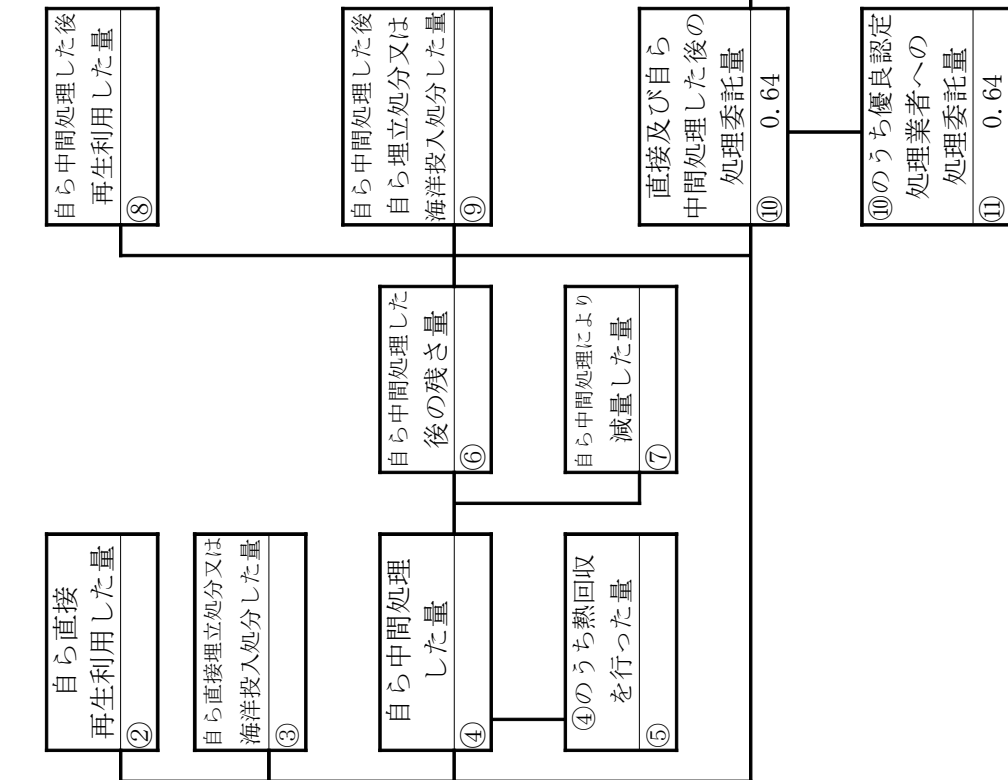 自ら直接
再生利用した量
②
自ら直接埋立処分又は
海洋投入処分した量
③
自ら中間処理
した量
④
④のうち熱回収
を行った量
⑤
自ら中間処理した
後の残さ量
⑥
自ら中間処理により
減量した量
⑦
自ら中間処理した後
再生利用した量
⑧
自ら中間処理した後
自ら埋立処分又は
海洋投入処分した量
⑨
直接及び自ら
中間処理した後の
処理委託量
⑩ 0.64
⑩のうち優良認定
処理業者への
処理委託量
⑪ 0.64